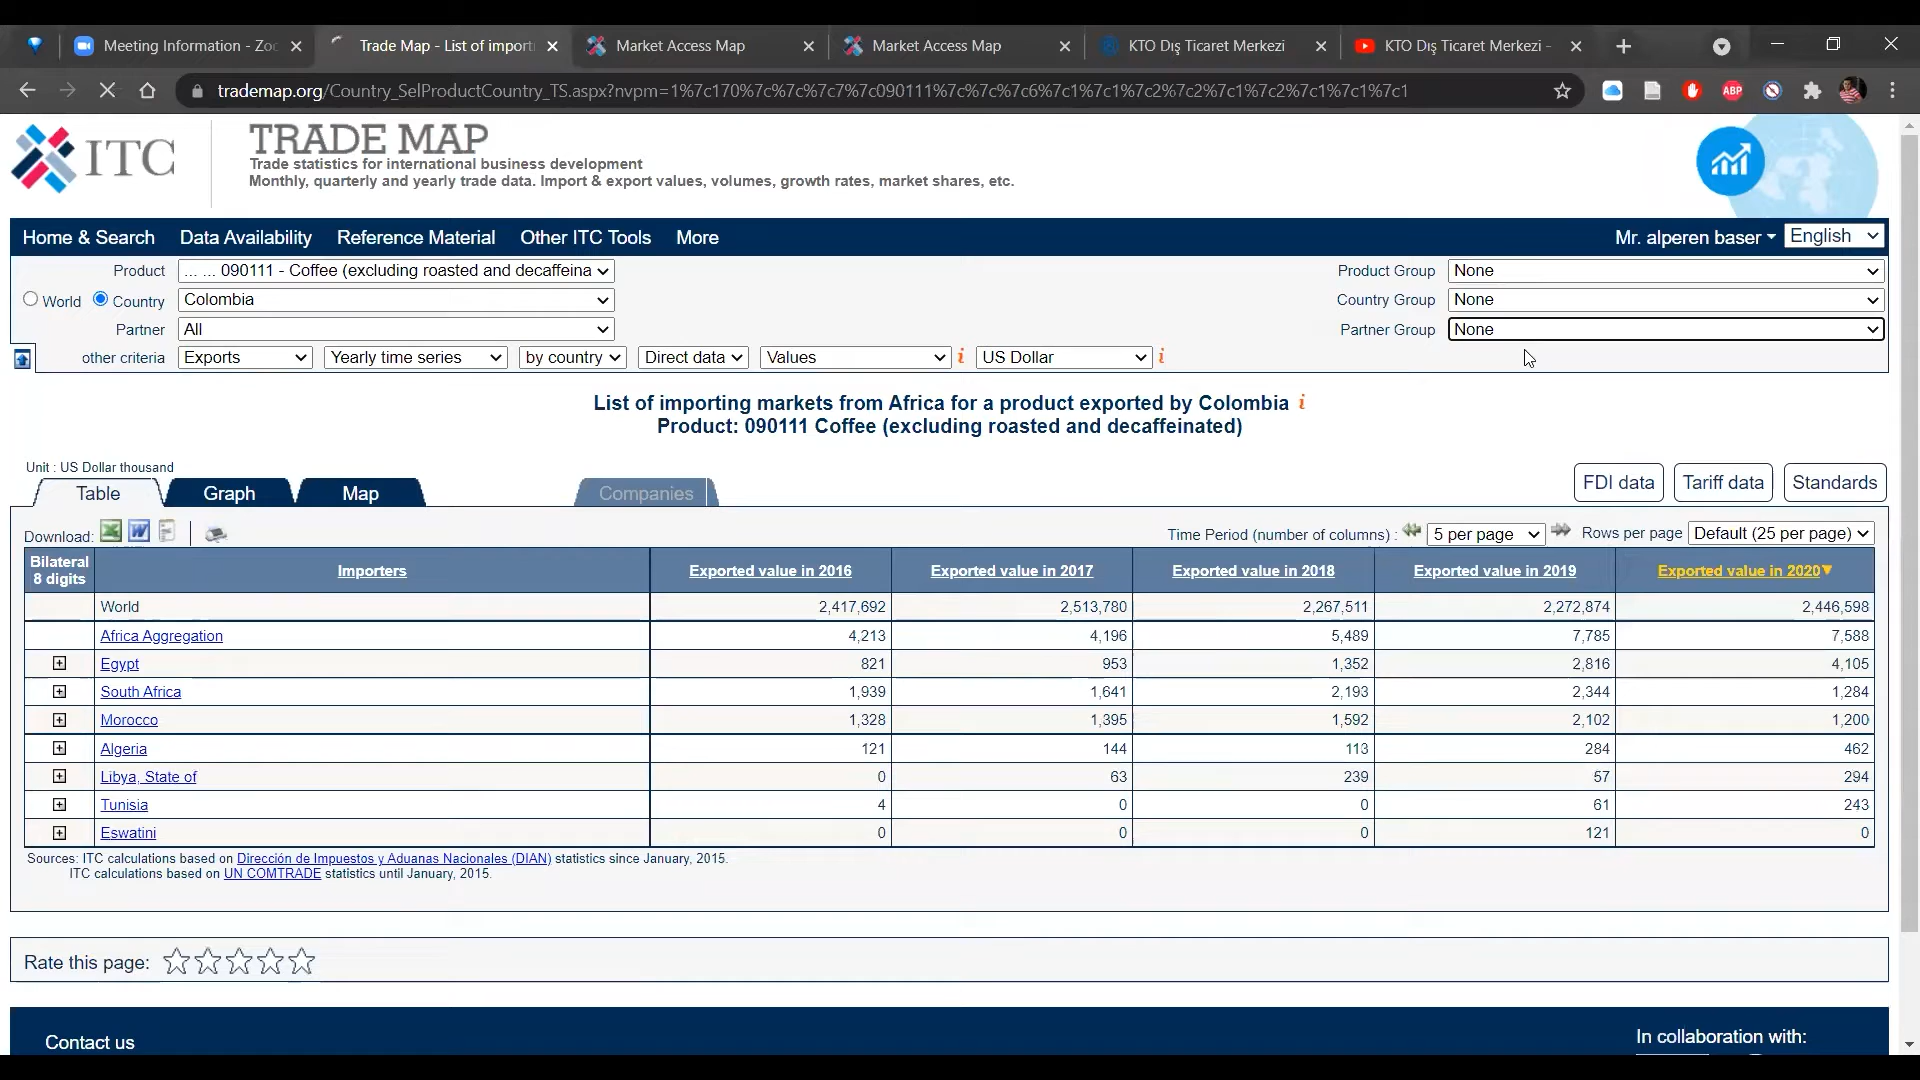 Meeting Information - Zoo
Trade Map - List of importi
Market Access Map
Market Access Map
KTO Dış Ticaret Merkezi
KTO Dış Ticaret Merkezi -
trademap.org/Country_SelProductCountry_TS.aspx?nvpm=1%7c170%7c%7c%7c%7c090111%7c%7c%7c6%7c1%7c1%7c2%7c2%7c1%7c2%7c1%7c1%7c1
ABP
ITC
TRADE MAP
Trade statistics for international business development
Monthly, quarterly and yearly trade data. Import & export values, volumes, growth rates, market shares, etc.
Home & Search Data Availability Reference Material Other ITC Tools More Mr. alperen baser English
Product ... ... 090111 - Coffee (excluding roasted and decaffeina Product Group None
World Country Colombia Country Group None
Partner All Partner Group None
other criteria Exports Yearly time series by country Direct data Values i US Dollar i
List of importing markets from Africa for a product exported by Colombia i
Product: 090111 Coffee (excluding roasted and decaffeinated)
Unit : US Dollar thousand
Table Graph Map Companies FDI data Tariff data Standards
Download: Time Period (number of columns) : 5 per page Rows per page Default (25 per page)
Bilateral 8 digits Importers Exported value in 2016 Exported value in 2017 Exported value in 2018 Exported value in 2019 Exported value in 2020
World 2,417,692 2,513,780 2,267,511 2,272,874 2,446,598
Africa Aggregation 4,213 4,196 5,489 7,785 7,588
Egypt 821 953 1,352 2,816 4,105
South Africa 1,939 1,641 2,193 2,344 1,284
Morocco 1,328 1,395 1,592 2,102 1,200
Algeria 121 144 113 284 462
Libya, State of 0 63 239 57 294
Tunisia 4 0 0 61 243
Eswatini 0 0 0 121 0
Sources: ITC calculations based on Dirección de Impuestos y Aduanas Nacionales (DIAN) statistics since January, 2015.
ITC calculations based on UN COMTRADE statistics until January, 2015.
Rate this page:
Contact us
In collaboration with: